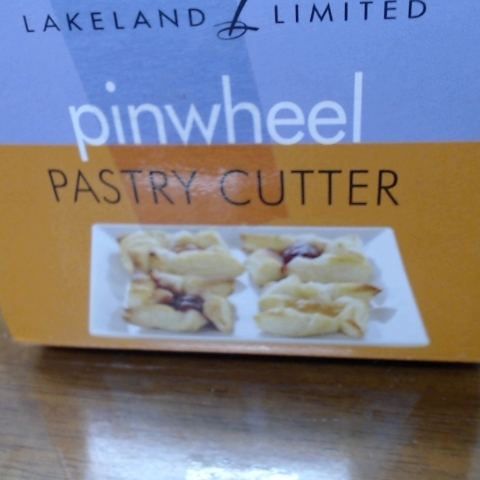 LAKELAND L LIMITED
pinwheel
PASTRY CUTTER